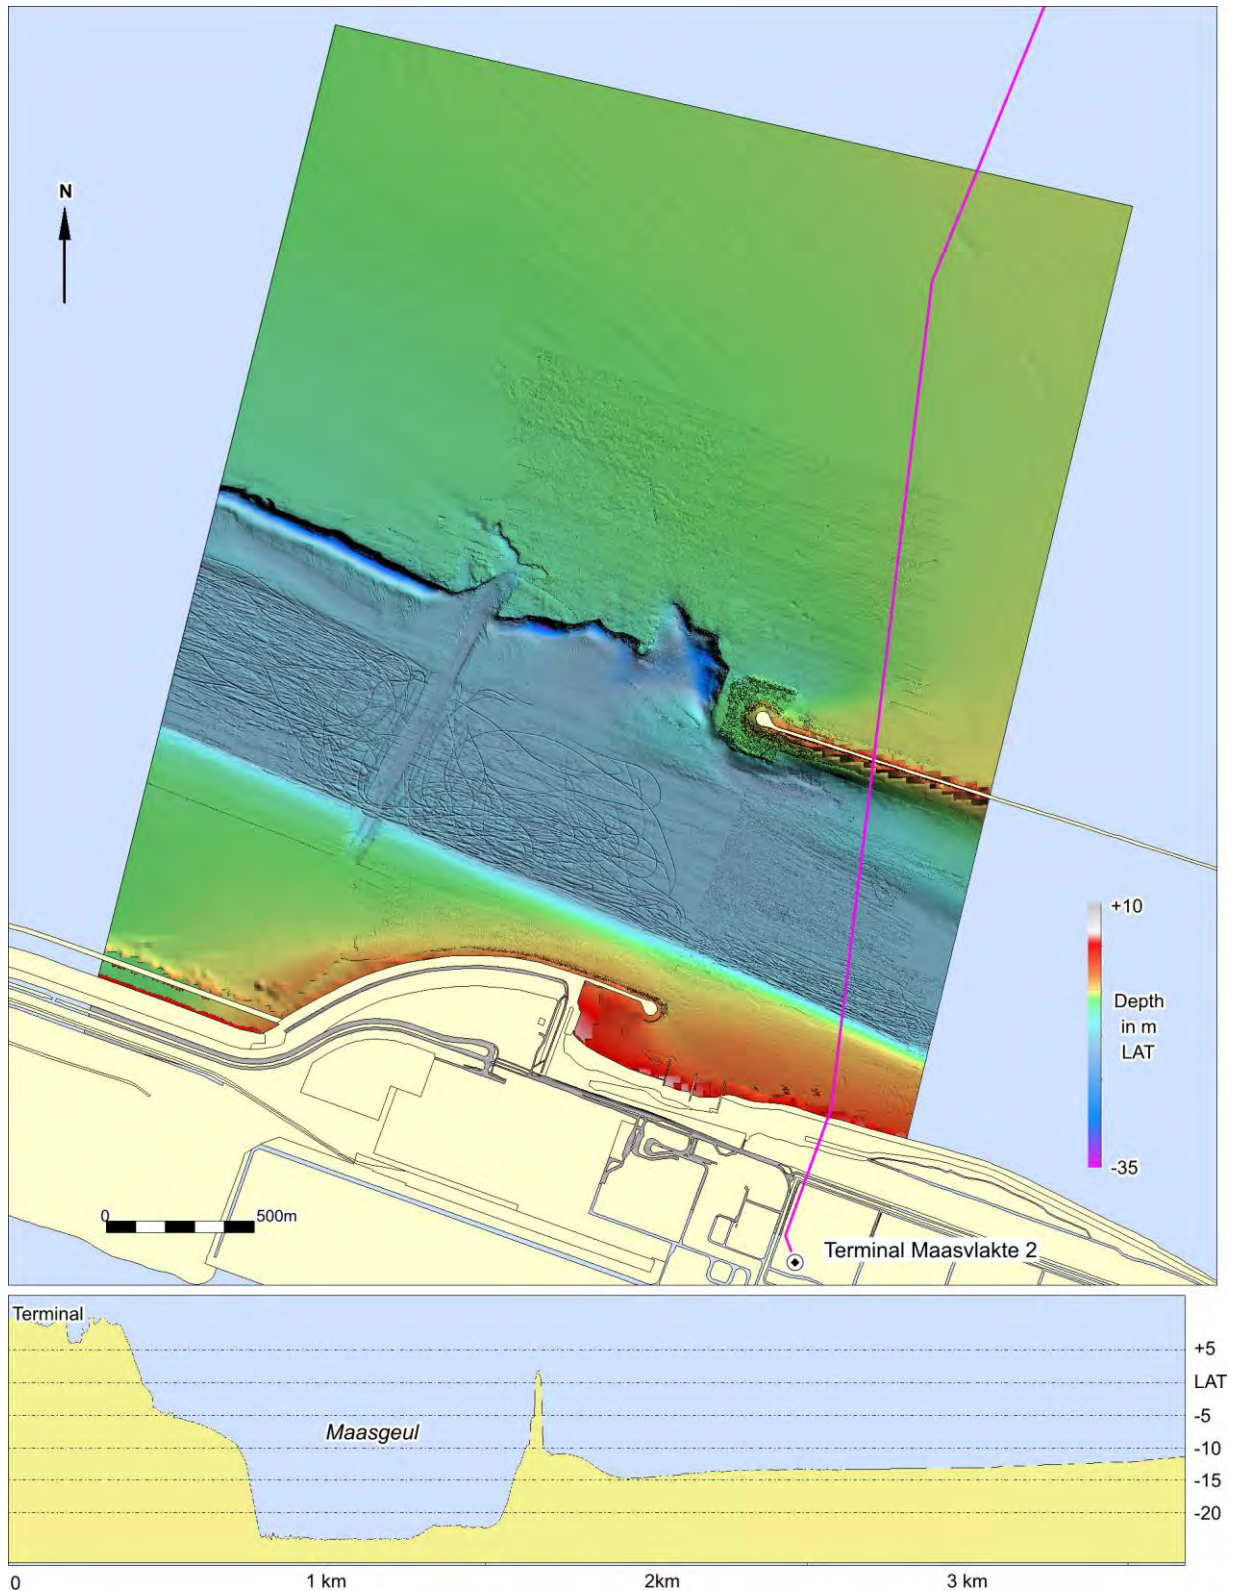 N
+10
Depth
in m
LAT
-35
0
500m
Terminal Maasvlakte 2
Terminal
+5
LAT
-5
Maasgeul
-10
-15
-20
0
1 km
2km
3 km